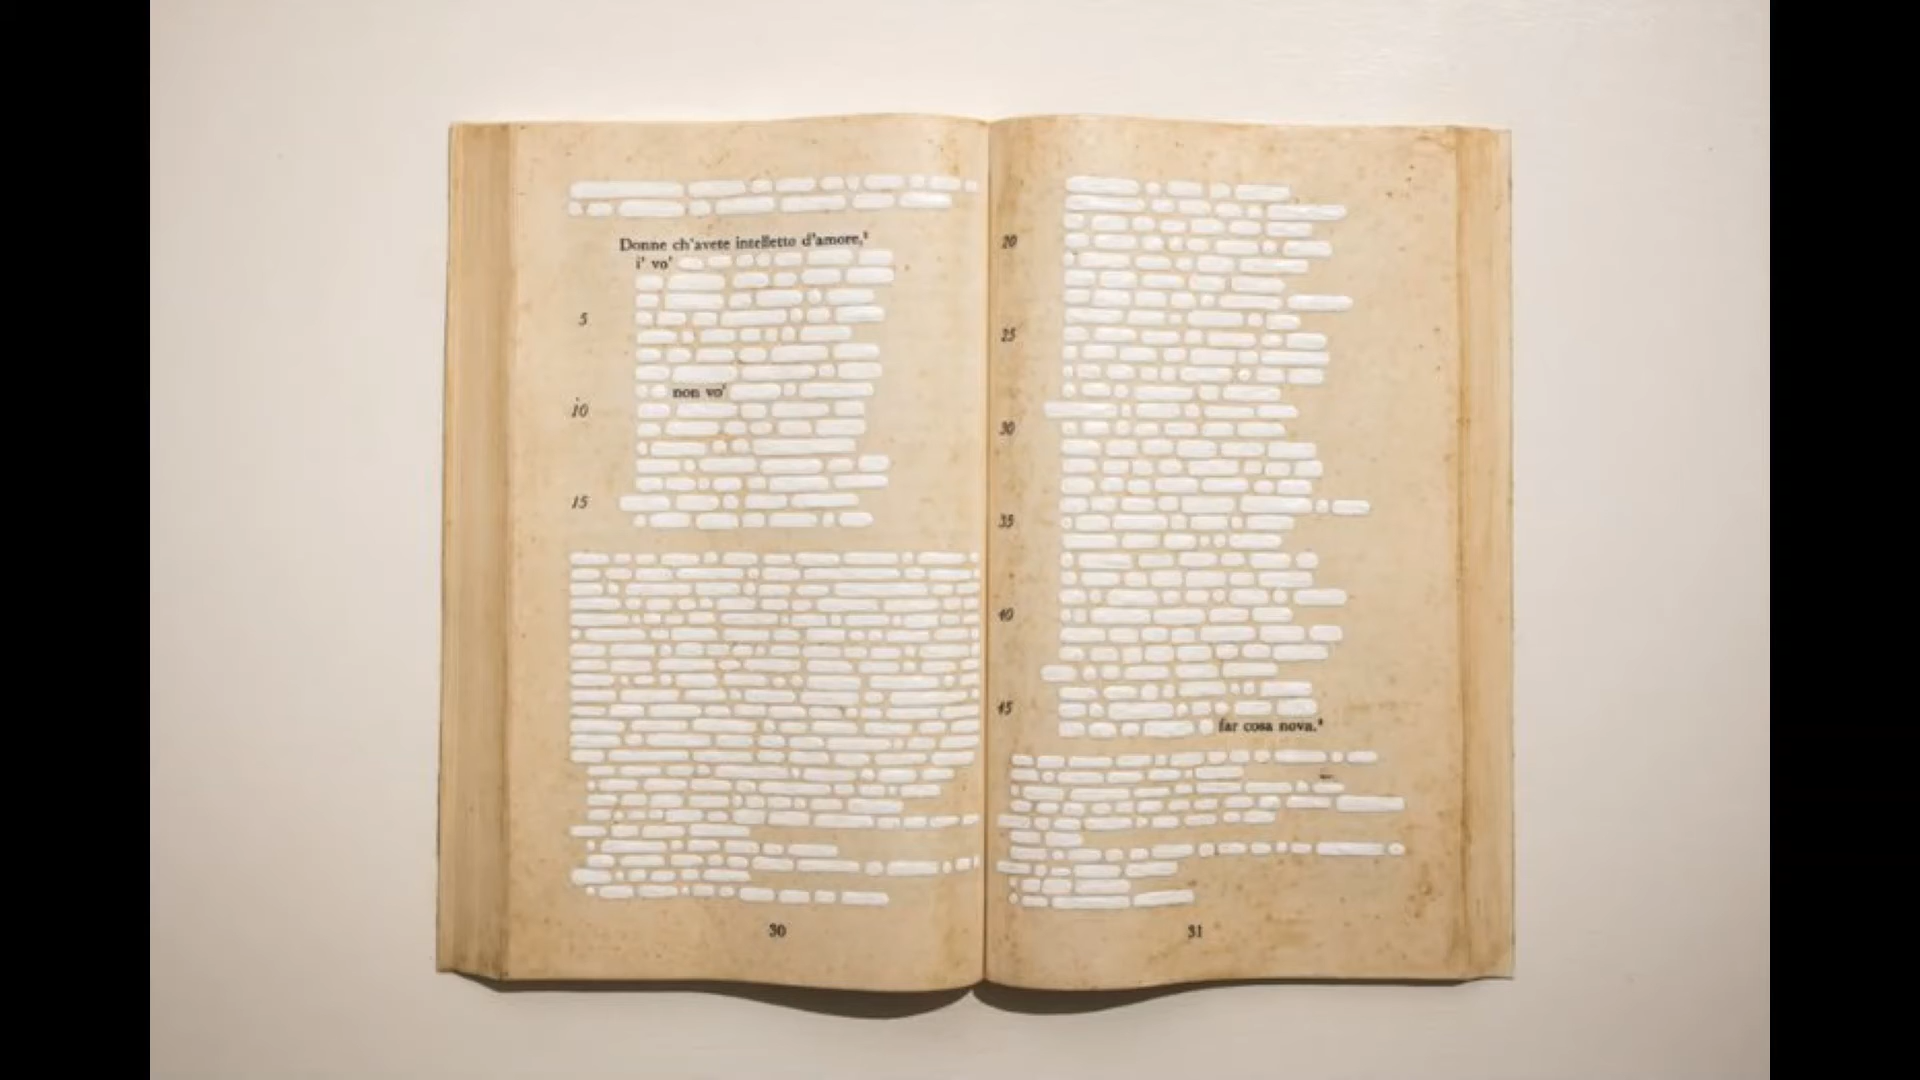 Donne ch'avete intelletto d'amore,¹
i' vo'
5
non vo'
10
15
30
20
25
30
35
40
45
far cosa nova.⁸
31